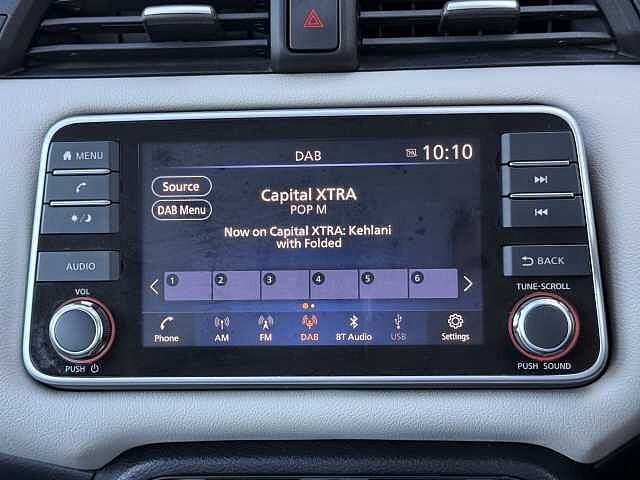 MENU
AUDIO
VOL
PUSH
DAB
10:10
Source
DAB Menu
Capital XTRA
POP M
Now on Capital XTRA: Kehlani
with Folded
1 2 3 4 5 6
Phone AM FM DAB BT Audio USB Settings
BACK
TUNE-SCROLL
PUSH SOUND